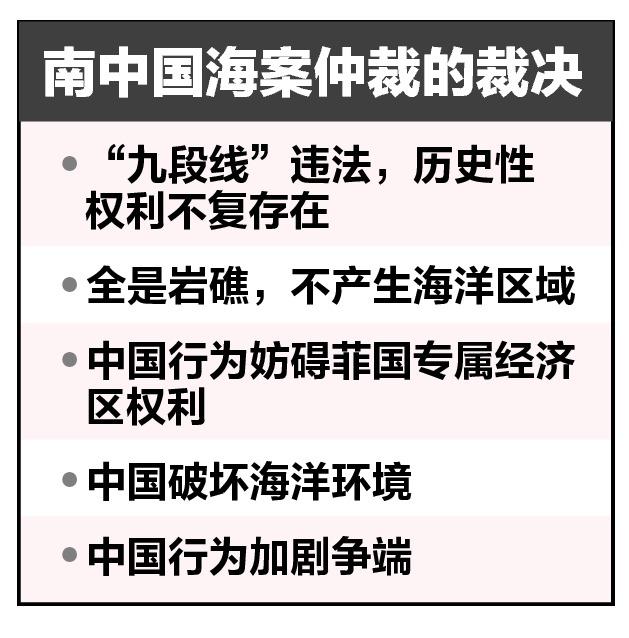 南中国海案仲裁的裁决
• “九段线”违法，历史性
权利不复存在
• 全是岩礁，不产生海洋区域
• 中国行为妨碍菲国专属经济
区权利
• 中国破坏海洋环境
• 中国行为加剧争端